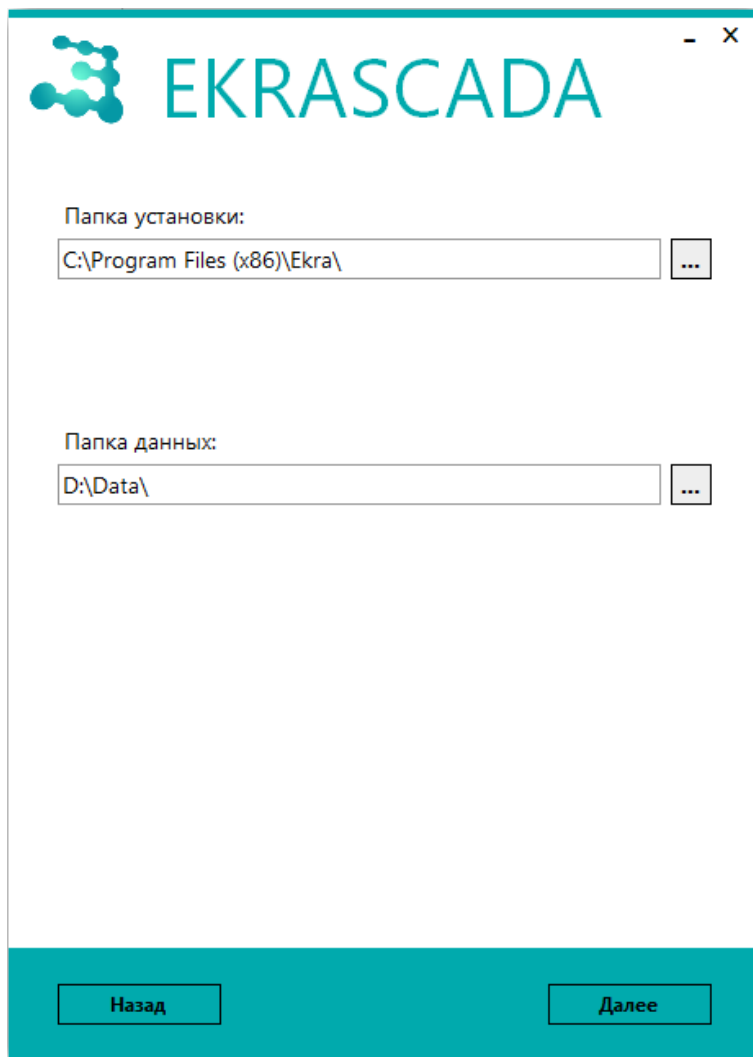 EKRASCADA
Папка установки:
C:\Program Files (x86)\Ekra\
...
Папка данных:
D:\Data\
...
Назад
Далее